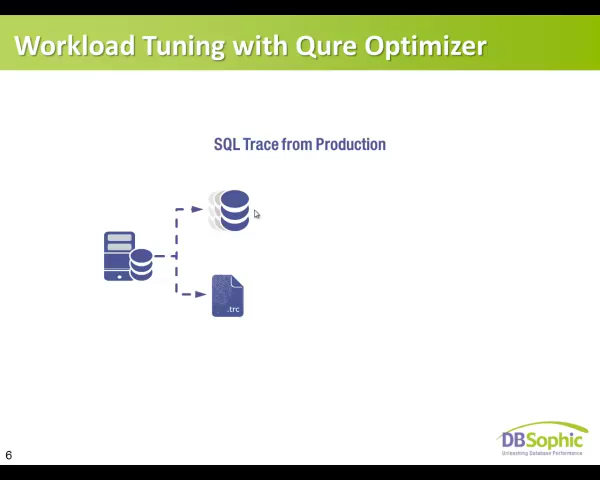 Workload Tuning with Qure Optimizer
SQL Trace from Production
.trc
DBSophic
Unleashing Database Performance
6